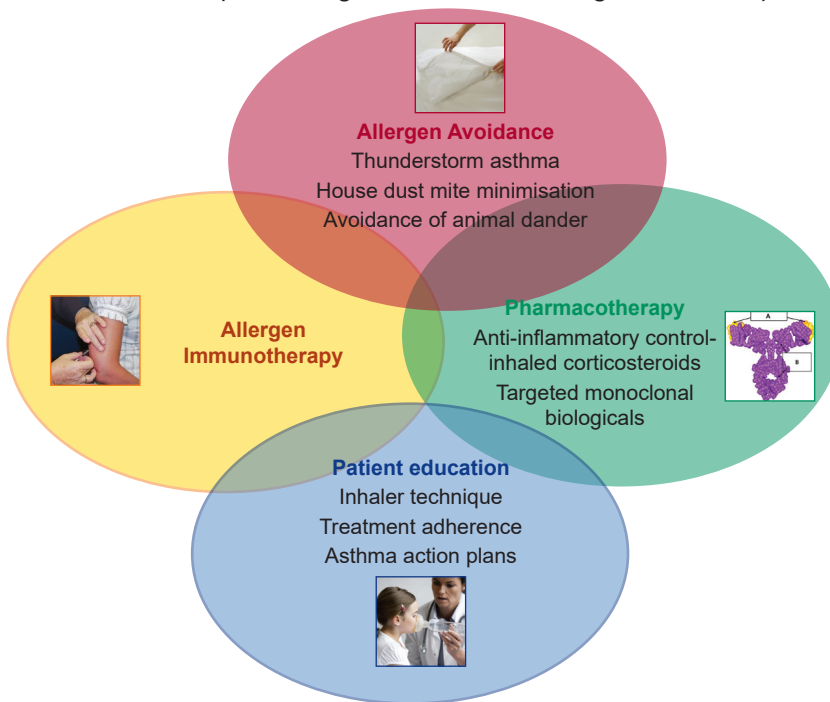 Allergen Avoidance
Thunderstorm asthma
House dust mite minimisation
Avoidance of animal dander
Allergen
Immunotherapy
Pharmacotherapy
Anti-inflammatory control-
inhaled corticosteroids
Targeted monoclonal
biologicals
A
B
Patient education
Inhaler technique
Treatment adherence
Asthma action plans